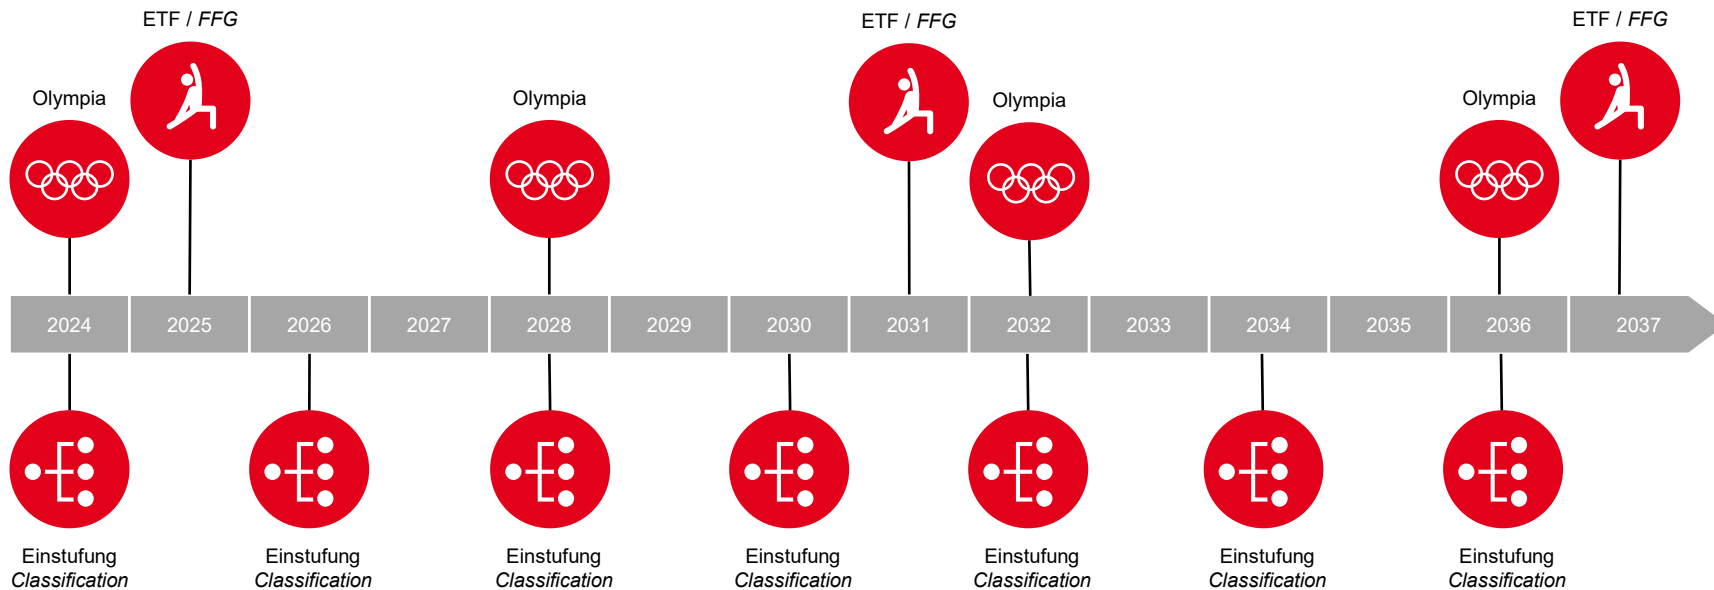 ETF / FFG
ETF / FFG
ETF / FFG
Olympia
Olympia
Olympia
Olympia
2024
2025
2026
2027
2028
2029
2030
2031
2032
2033
2034
2035
2036
2037
Einstufung
Classification
Einstufung
Classification
Einstufung
Classification
Einstufung
Classification
Einstufung
Classification
Einstufung
Classification
Einstufung
Classification